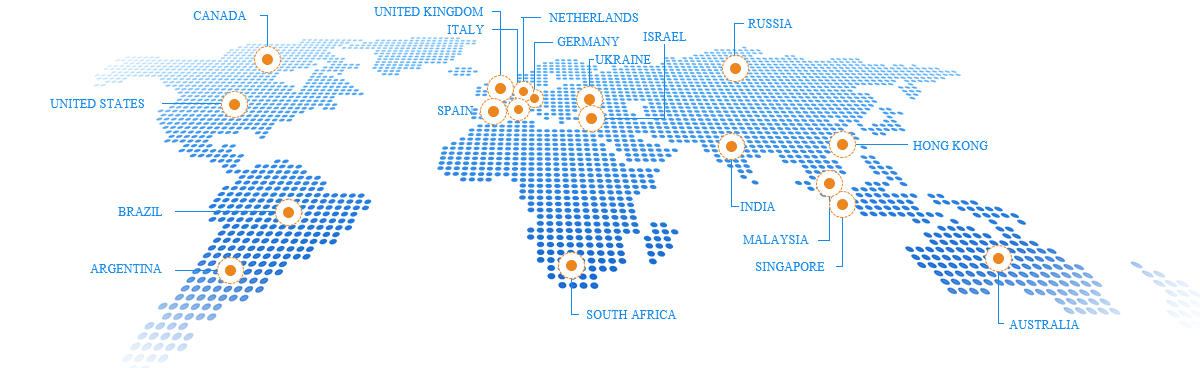 CANADA
UNITED KINGDOM
NETHERLANDS
RUSSIA
ITALY
ISRAEL
GERMANY
UKRAINE
UNITED STATES
SPAIN
HONG KONG
INDIA
BRAZIL
MALAYSIA
ARGENTINA
SINGAPORE
SOUTH AFRICA
AUSTRALIA